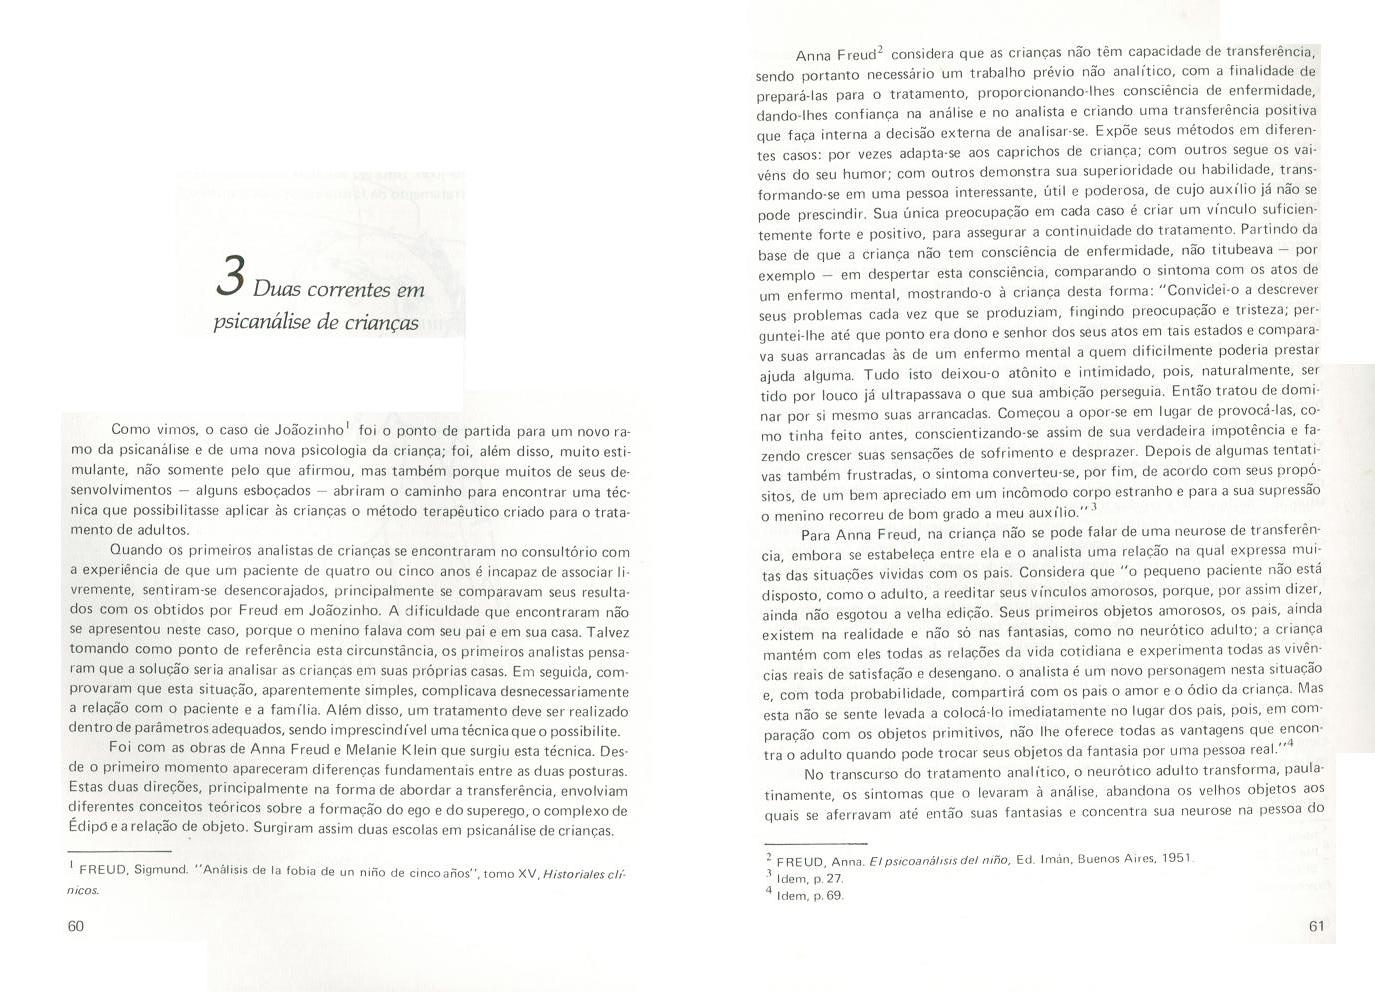 3 Duas correntes em
psicanálise de crianças
Como vimos, o caso de Joãozinho¹ foi o ponto de partida para um novo ra-
mo da psicanálise e de uma nova psicologia da criança; foi, além disso, muito esti-
mulante, não somente pelo que afirmou, mas também porque muitos de seus de-
senvolvimentos — alguns esboçados — abriram o caminho para encontrar uma téc-
nica que possibilitasse aplicar às crianças o método terapêutico criado para o trata-
mento de adultos.
Quando os primeiros analistas de crianças se encontraram no consultório com
a experiência de que um paciente de quatro ou cinco anos é incapaz de associar li-
vremente, sentiram-se desencorajados, principalmente se comparavam seus resulta-
dos com os obtidos por Freud em Joãozinho. A dificuldade que encontraram não
se apresentou neste caso, porque o menino falava com seu pai e em sua casa. Talvez
tomando como ponto de referência esta circunstância, os primeiros analistas pensa-
ram que a solução seria analisar as crianças em suas próprias casas. Em seguida, com-
provaram que esta situação, aparentemente simples, complicava desnecessariamente
a relação com o paciente e a família. Além disso, um tratamento deve ser realizado
dentro de parâmetros adequados, sendo imprescindível uma técnica que o possibilite.
Foi com as obras de Anna Freud e Melanie Klein que surgiu esta técnica. Des-
de o primeiro momento apareceram diferenças fundamentais entre as duas posturas.
Estas duas direções, principalmente na forma de abordar a transferência, envolviam
diferentes conceitos teóricos sobre a formação do ego e do superego, o complexo de
Édipo e a relação de objeto. Surgiram assim duas escolas em psicanálise de crianças.
¹ FREUD, Sigmund. "Análisis de la fobia de un niño de cinco años", tomo XV, Historiales clí-
nicos.
60
Anna Freud² considera que as crianças não têm capacidade de transferência,
sendo portanto necessário um trabalho prévio não analítico, com a finalidade de
prepará-las para o tratamento, proporcionando-lhes consciência de enfermidade,
dando-lhes confiança na análise e no analista e criando uma transferência positiva
que faça interna a decisão externa de analisar-se. Expõe seus métodos em diferen-
tes casos: por vezes adapta-se aos caprichos de criança; com outros segue os vai-
véns do seu humor; com outros demonstra sua superioridade ou habilidade, trans-
formando-se em uma pessoa interessante, útil e poderosa, de cujo auxílio já não se
pode prescindir. Sua única preocupação em cada caso é criar um vínculo suficien-
temente forte e positivo, para assegurar a continuidade do tratamento. Partindo da
base de que a criança não tem consciência de enfermidade, não titubeava — por
exemplo — em despertar esta consciência, comparando o sintoma com os atos de
um enfermo mental, mostrando-o à criança desta forma: "Convidei-o a descrever
seus problemas cada vez que se produziam, fingindo preocupação e tristeza; per-
guntei-lhe até que ponto era dono e senhor dos seus atos em tais estados e compara-
va suas arrancadas às de um enfermo mental a quem dificilmente poderia prestar
ajuda alguma. Tudo isto deixou-o atônito e intimidado, pois, naturalmente, ser
tido por louco já ultrapassava o que sua ambição perseguia. Então tratou de domi-
nar por si mesmo suas arrancadas. Começou a opor-se em lugar de provocá-las, co-
mo tinha feito antes, conscientizando-se assim de sua verdadeira impotência e fa-
zendo crescer suas sensações de sofrimento e desprazer. Depois de algumas tentati-
vas também frustradas, o sintoma converteu-se, por fim, de acordo com seus propó-
sitos, de um bem apreciado em um incômodo corpo estranho e para a sua supressão
o menino recorreu de bom grado a meu auxílio."³
Para Anna Freud, na criança não se pode falar de uma neurose de transferên-
cia, embora se estabeleça entre ela e o analista uma relação na qual expressa mui-
tas das situações vividas com os pais. Considera que "o pequeno paciente não está
disposto, como o adulto, a reeditar seus vínculos amorosos, porque, por assim dizer,
ainda não esgotou a velha edição. Seus primeiros objetos amorosos, os pais, ainda
existem na realidade e não só nas fantasias, como no neurótico adulto; a criança
mantém com eles todas as relações da vida cotidiana e experimenta todas as vivên-
cias reais de satisfação e desengano. o analista é um novo personagem nesta situação
e, com toda probabilidade, compartirá com os pais o amor e o ódio da criança. Mas
esta não se sente levada a colocá-lo imediatamente no lugar dos pais, pois, em com-
paração com os objetos primitivos, não lhe oferece todas as vantagens que encon-
tra o adulto quando pode trocar seus objetos da fantasia por uma pessoa real."⁴
No transcurso do tratamento analítico, o neurótico adulto transforma, paula-
tinamente, os sintomas que o levaram à análise, abandona os velhos objetos aos
quais se aferravam até então suas fantasias e concentra sua neurose na pessoa do
² FREUD, Anna. El psicoanálisis del niño, Ed. Imán, Buenos Aires, 1951.
³ Idem, p. 27.
⁴ Idem, p. 69.
61